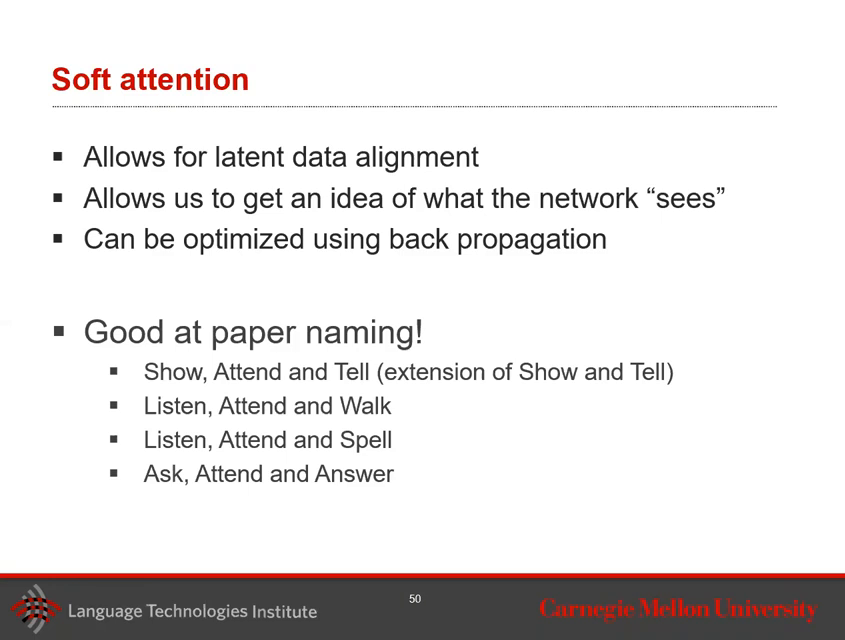 Soft attention
▪ Allows for latent data alignment
▪ Allows us to get an idea of what the network “sees”
▪ Can be optimized using back propagation
▪ Good at paper naming!
▪ Show, Attend and Tell (extension of Show and Tell)
▪ Listen, Attend and Walk
▪ Listen, Attend and Spell
▪ Ask, Attend and Answer
Language Technologies Institute
50
Carnegie Mellon University